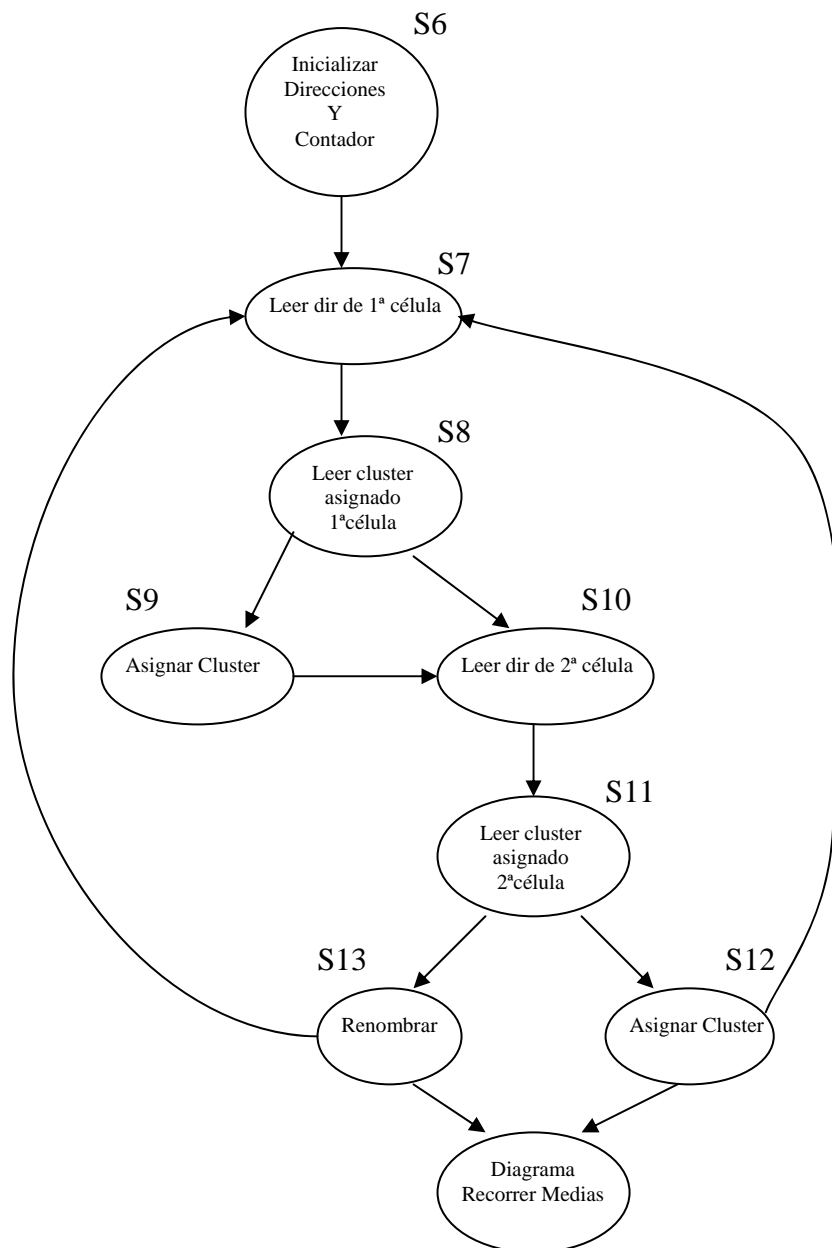 S6
Inicializar
Direcciones
Y
Contador
S7
Leer dir de 1ª célula
S8
Leer cluster
asignado
1ªcélula
S9
Asignar Cluster
S10
Leer dir de 2ª célula
S11
Leer cluster
asignado
2ªcélula
S13
Renombrar
S12
Asignar Cluster
Diagrama
Recorrer Medias